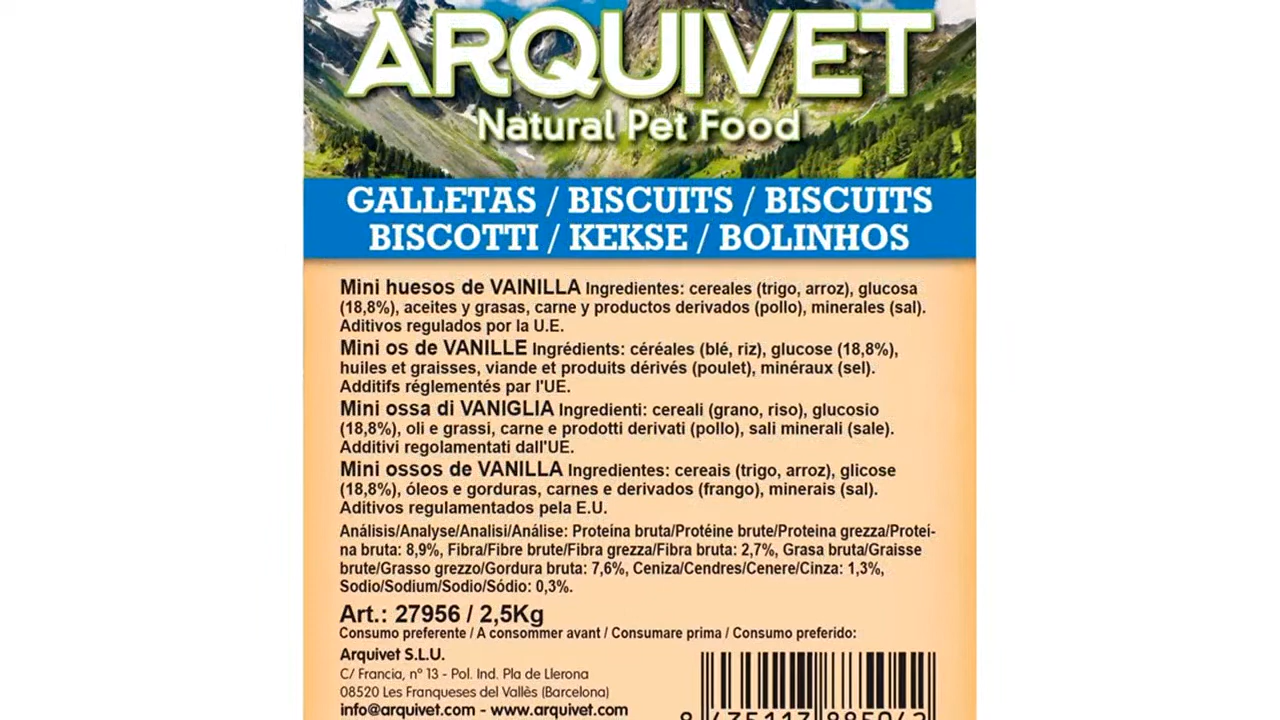 ARQUIVET
Natural Pet Food
GALLETAS / BISCUITS / BISCUITS
BISCOTTI / KEKSE / BOLINHOS
Mini huesos de VAINILLA Ingredientes: cereales (trigo, arroz), glucosa
(18,8%), aceites y grasas, carne y productos derivados (pollo), minerales (sal).
Aditivos regulados por la U.E.
Mini os de VANILLE Ingrédients: céréales (blé, riz), glucose (18,8%),
huiles et graisses, viande et produits dérivés (poulet), minéraux (sel).
Additifs réglementés par l'UE.
Mini ossa di VANIGLIA Ingredienti: cereali (grano, riso), glucosio
(18,8%), oli e grassi, carne e prodotti derivati (pollo), sali minerali (sale).
Additivi regolamentati dall'UE.
Mini ossos de VANILLA Ingredientes: cereais (trigo, arroz), glicose
(18,8%), óleos e gorduras, carnes e derivados (frango), minerais (sal).
Aditivos regulamentados pela E.U.
Análisis/Analyse/Analisi/Análise: Proteína bruta/Protéine brute/Proteina grezza/Proteí-
na bruta: 8,9%, Fibra/Fibre brute/Fibra grezza/Fibra bruta: 2,7%, Grasa bruta/Graisse
brute/Grasso grezzo/Gordura bruta: 7,6%, Ceniza/Cendres/Cenere/Cinza: 1,3%,
Sodio/Sodium/Sodio/Sódio: 0,3%.
Art.: 27956 / 2,5Kg
Consumo preferente / A consommer avant / Consumare prima / Consumo preferido:
Arquivet S.L.U.
C/ Francia, nº 13 - Pol. Ind. Pla de Llerona
08520 Les Franqueses del Vallès (Barcelona)
info@arquivet.com - www.arquivet.com